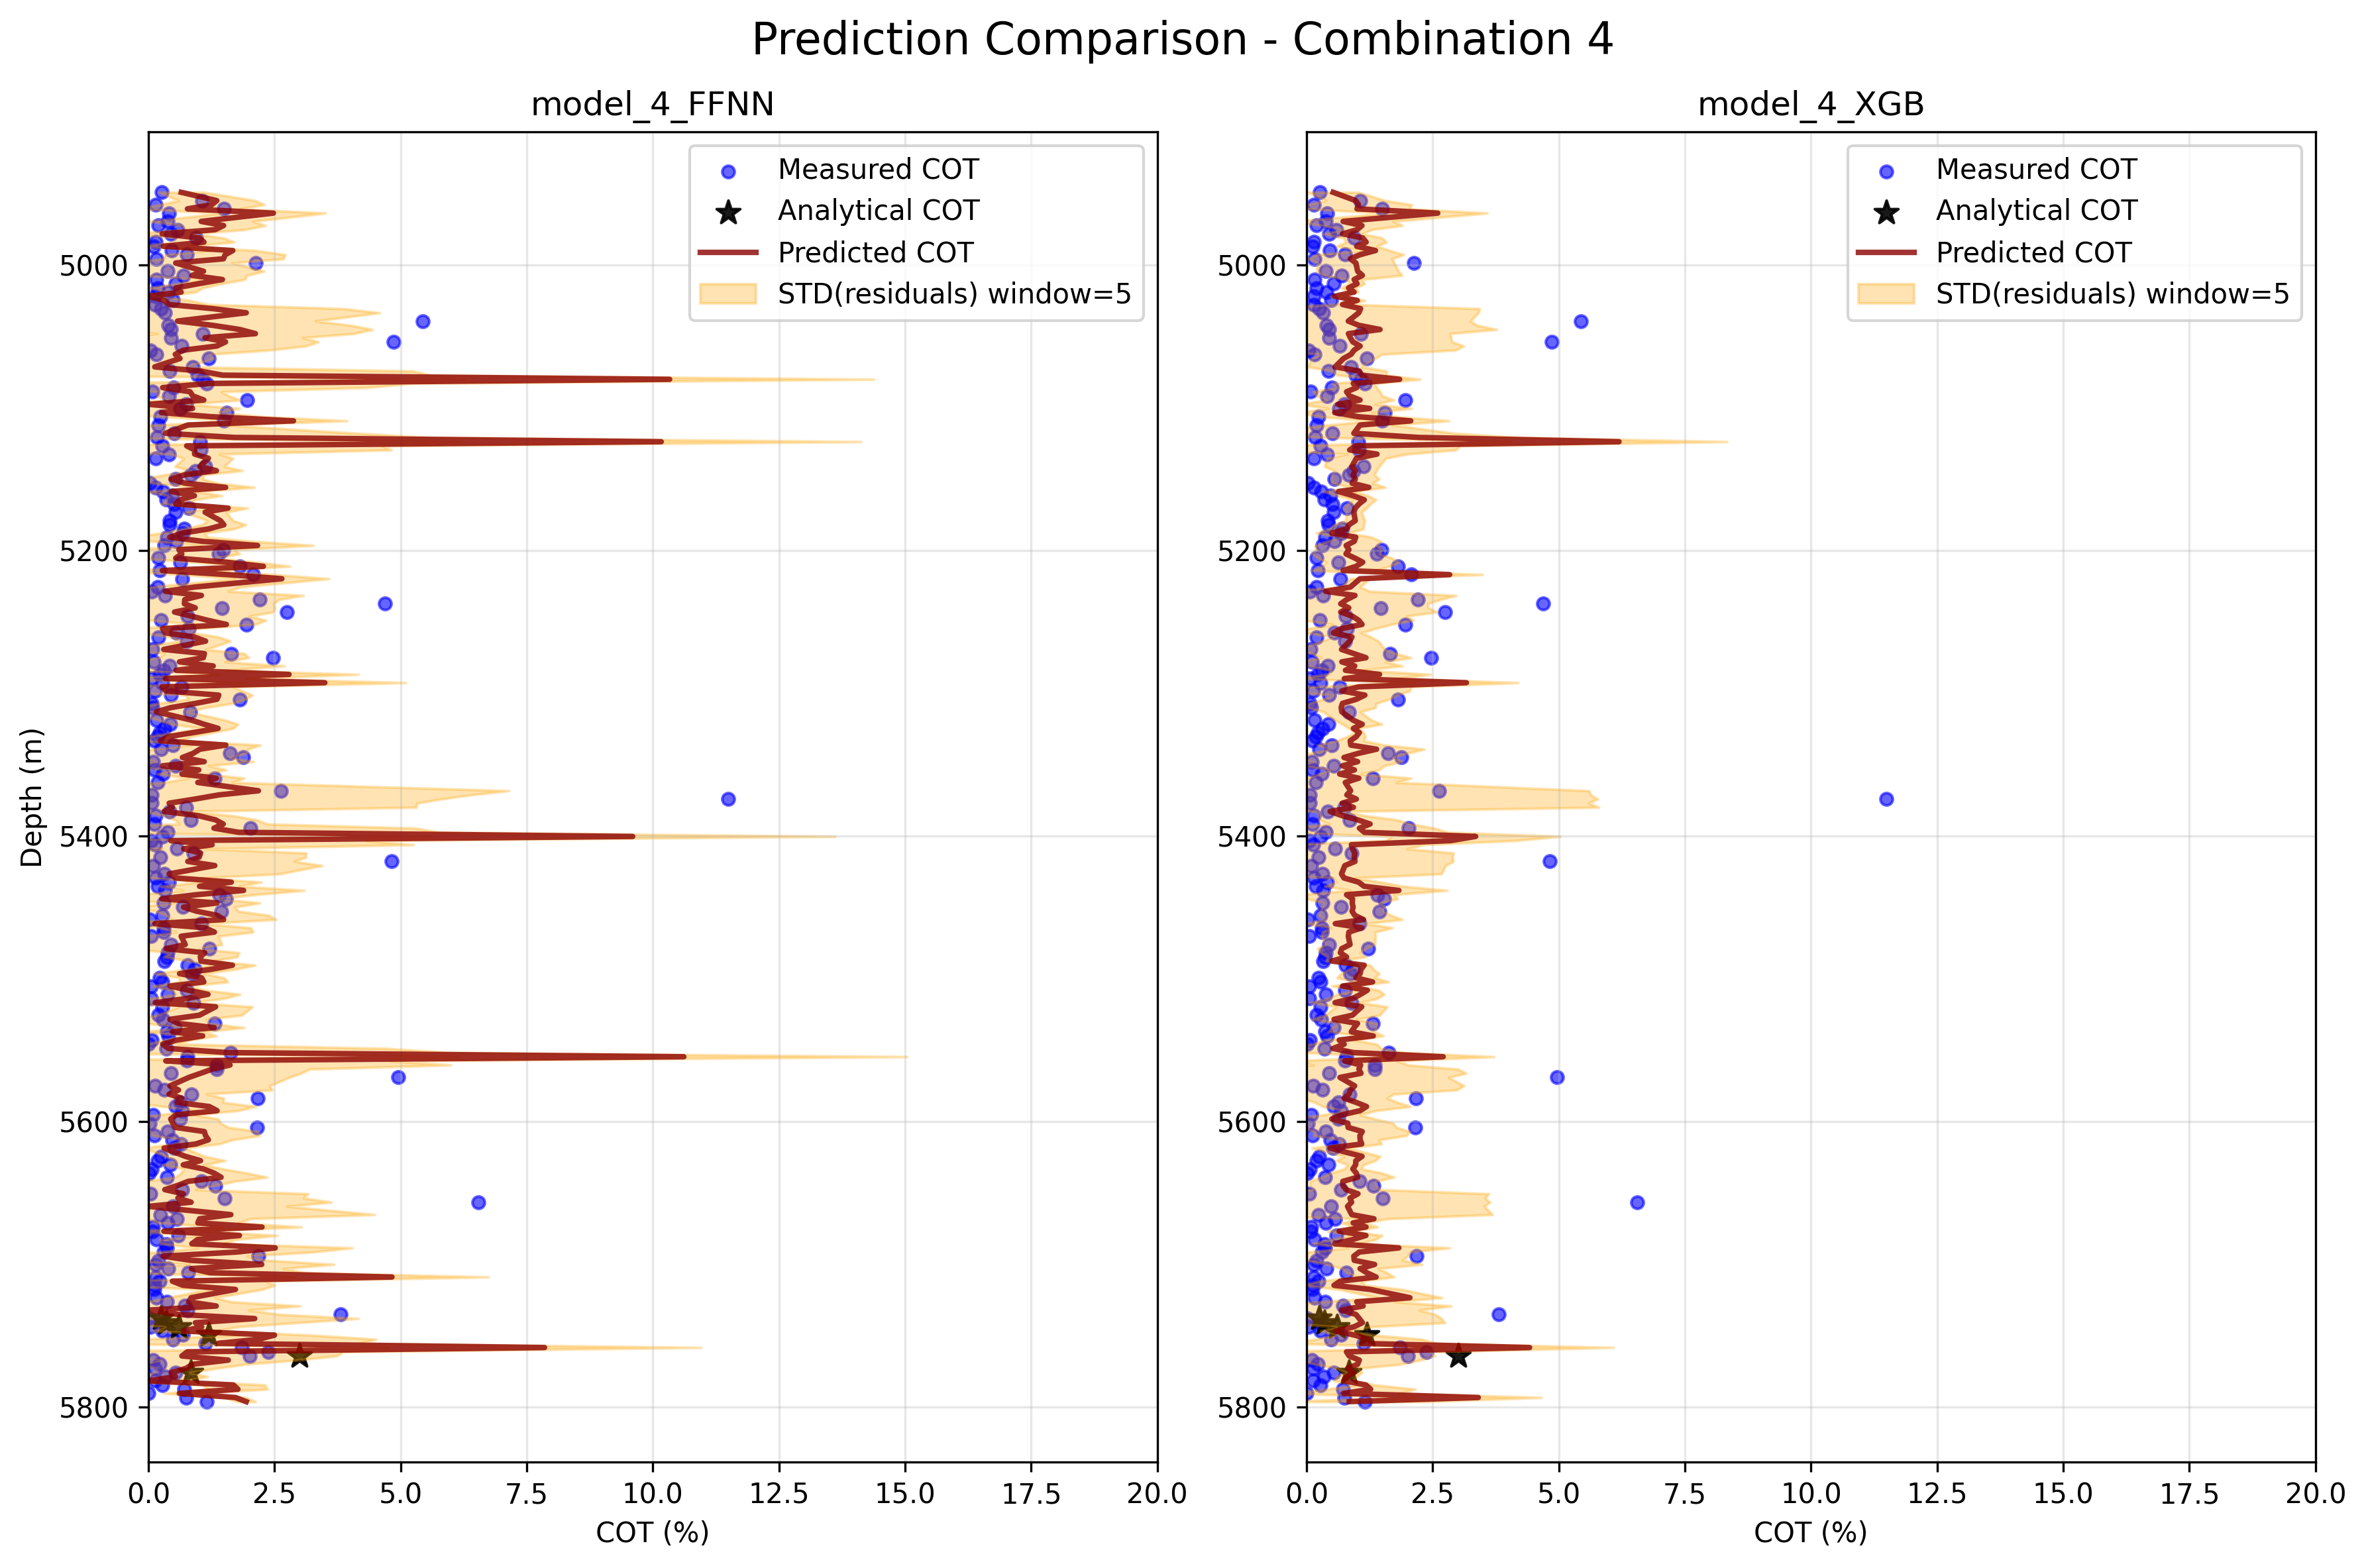 Prediction Comparison - Combination 4
model_4_FFNN
Measured COT
Analytical COT
Predicted COT
STD(residuals) window=5
Depth (m)
5000
5200
5400
5600
5800
0.0 2.5 5.0 7.5 10.0 12.5 15.0 17.5 20.0
COT (%)
model_4_XGB
Measured COT
Analytical COT
Predicted COT
STD(residuals) window=5
5000
5200
5400
5600
5800
0.0 2.5 5.0 7.5 10.0 12.5 15.0 17.5 20.0
COT (%)